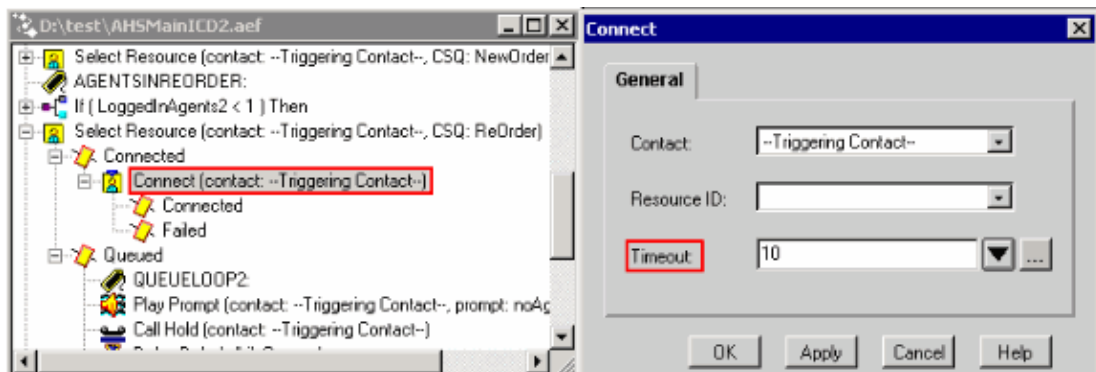 D:\test\AHSMainICD2.aef
Select Resource (contact: --Triggering Contact--, CSQ: NewOrder
AGENTSINREORDER:
If ( LoggedInAgents2 < 1 ) Then
Select Resource (contact: --Triggering Contact--, CSQ: ReOrder)
Connected
Connect (contact: --Triggering Contact--)
Connected
Failed
Queued
QUEUELOOP2:
Play Prompt (contact: --Triggering Contact--, prompt: noAg
Call Hold (contact: --Triggering Contact--)
Connect
General
Contact: --Triggering Contact--
Resource ID:
Timeout: 10
...
OK Apply Cancel Help